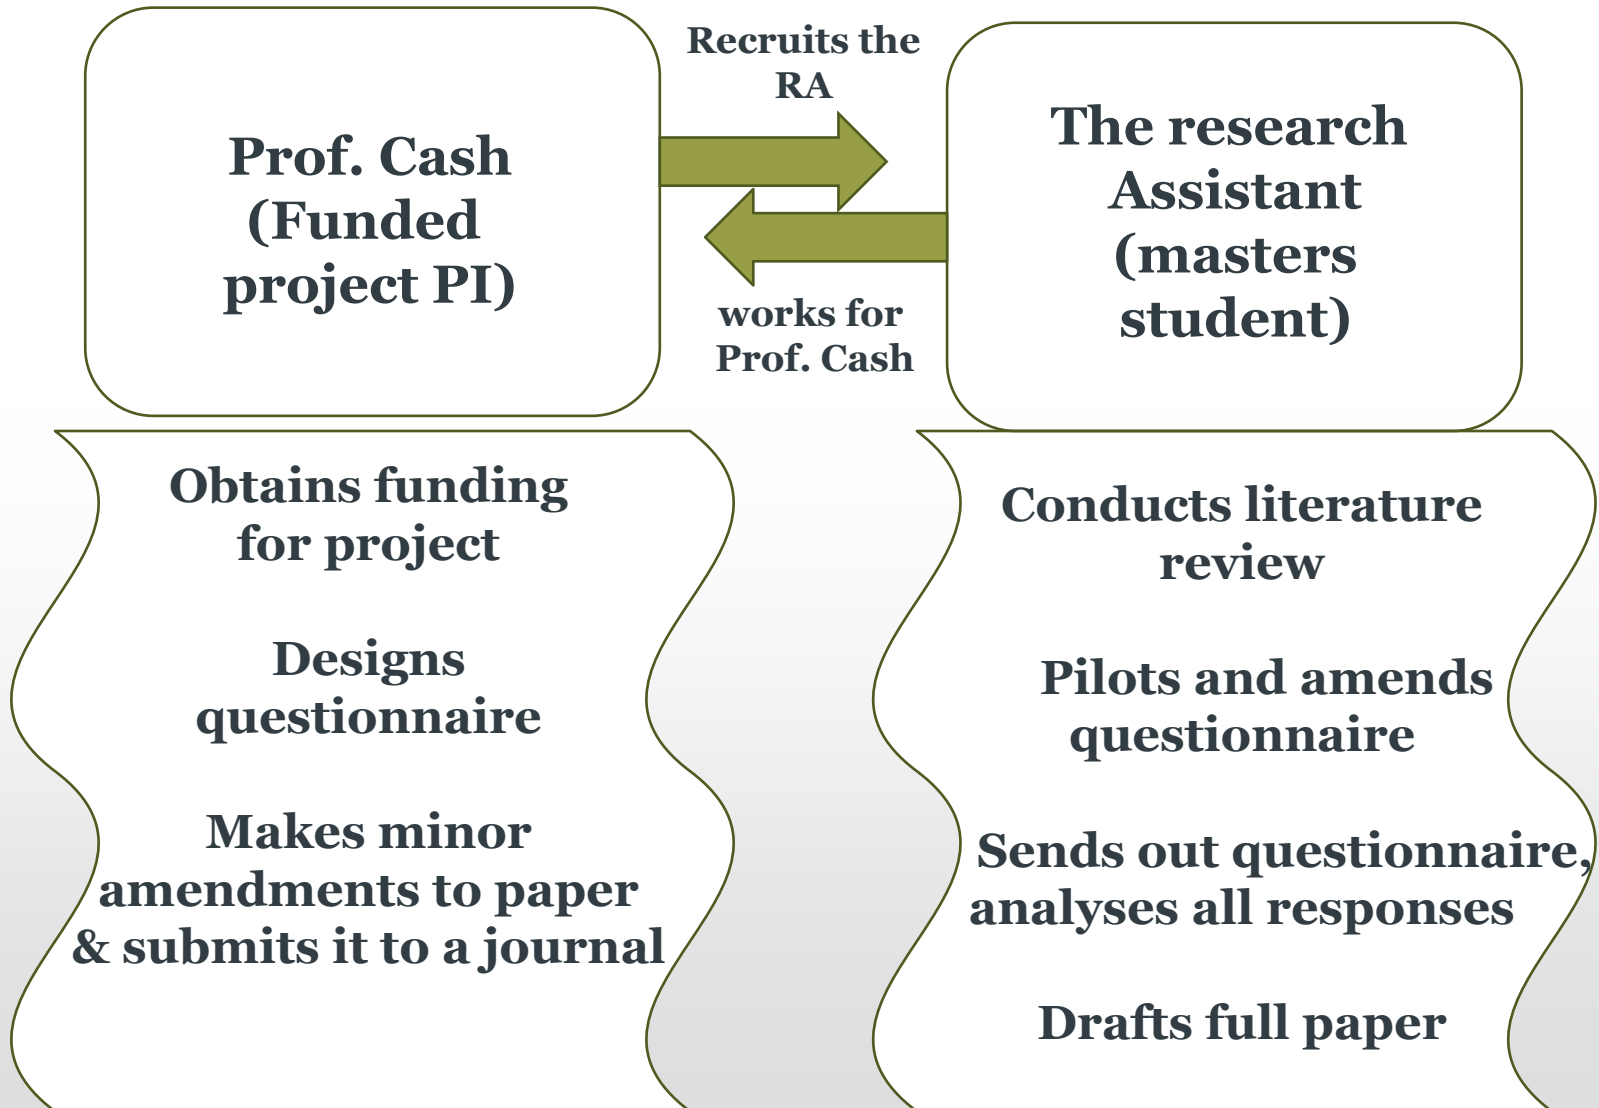 Prof. Cash
(Funded
project PI)
Recruits the
RA
works for
Prof. Cash
The research
Assistant
(masters
student)
Obtains funding
for project
Designs
questionnaire
Makes minor
amendments to paper
& submits it to a journal
Conducts literature
review
Pilots and amends
questionnaire
Sends out questionnaire,
analyses all responses
Drafts full paper